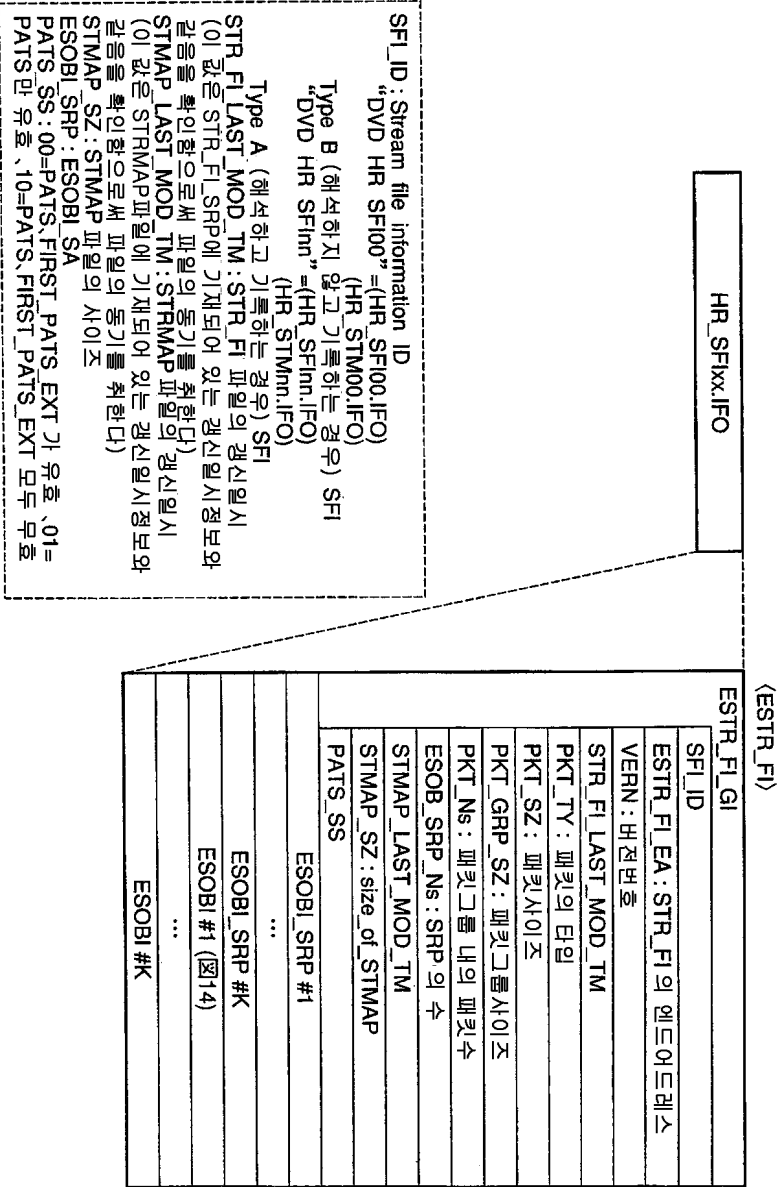 HR_SFIxx.IFO
〈ESTR_FI〉
ESTR_FI_GI
SFI_ID
ESTR_FI_EA : STR_FI 의 엔드어드레스
VERN : 버전번호
STR_FI_LAST_MOD_TM
PKT_TY : 패킷의 타입
PKT_SZ : 패킷사이즈
PKT_GRP_SZ : 패킷그룹사이즈
PKT_Ns : 패킷그룹 내의 패킷수
ESOB_SRP_Ns : SRP의 수
STMAP_LAST_MOD_TM
STMAP_SZ : size_of_STMAP
PATS_SS
ESOBI_SRP #1
⋯
ESOBI_SRP #K
ESOBI #1 (図14)
⋯
ESOBI #K
SFI_ID : Stream file information ID
“DVD HR SFI00” =(HR_SFI00.IFO)
(HR_STM00.IFO)
Type B (해석하지 않고 기록하는 경우) SFI
“DVD HR SFInn” =(HR_SFInn.IFO)
(HR_STMnn.IFO)
Type A (해석하고 기록하는 경우) SFI
STR_FI_LAST_MOD_TM : STR_FI 파일의 갱신일시
(이 값은 STR_FI_SRP에 기재되어 있는 갱신일시정보와
같음을 확인함으로써 파일의 동기를 취한다)
STMAP_LAST_MOD_TM : STRMAP 파일의 갱신일시
(이 값은 STRMAP파일에 기재되어 있는 갱신일시정보와
같음을 확인함으로써 파일의 동기를 취한다)
STMAP_SZ : STMAP 파일의 사이즈
ESOBI_SRP : ESOBI_SA
PATS_SS : 00=PATS、FIRST_PATS_EXT 가 유효 、01=
PATS만 유효 、10=PATS、FIRST_PATS_EXT 모두 무효